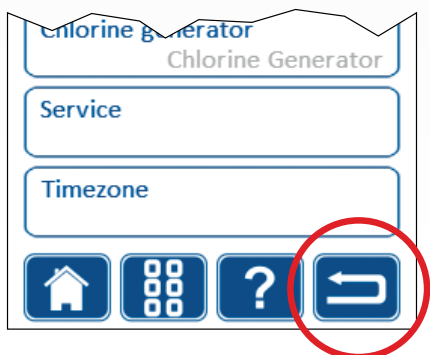 Chlorine generator
Chlorine Generator
Service
Timezone
?